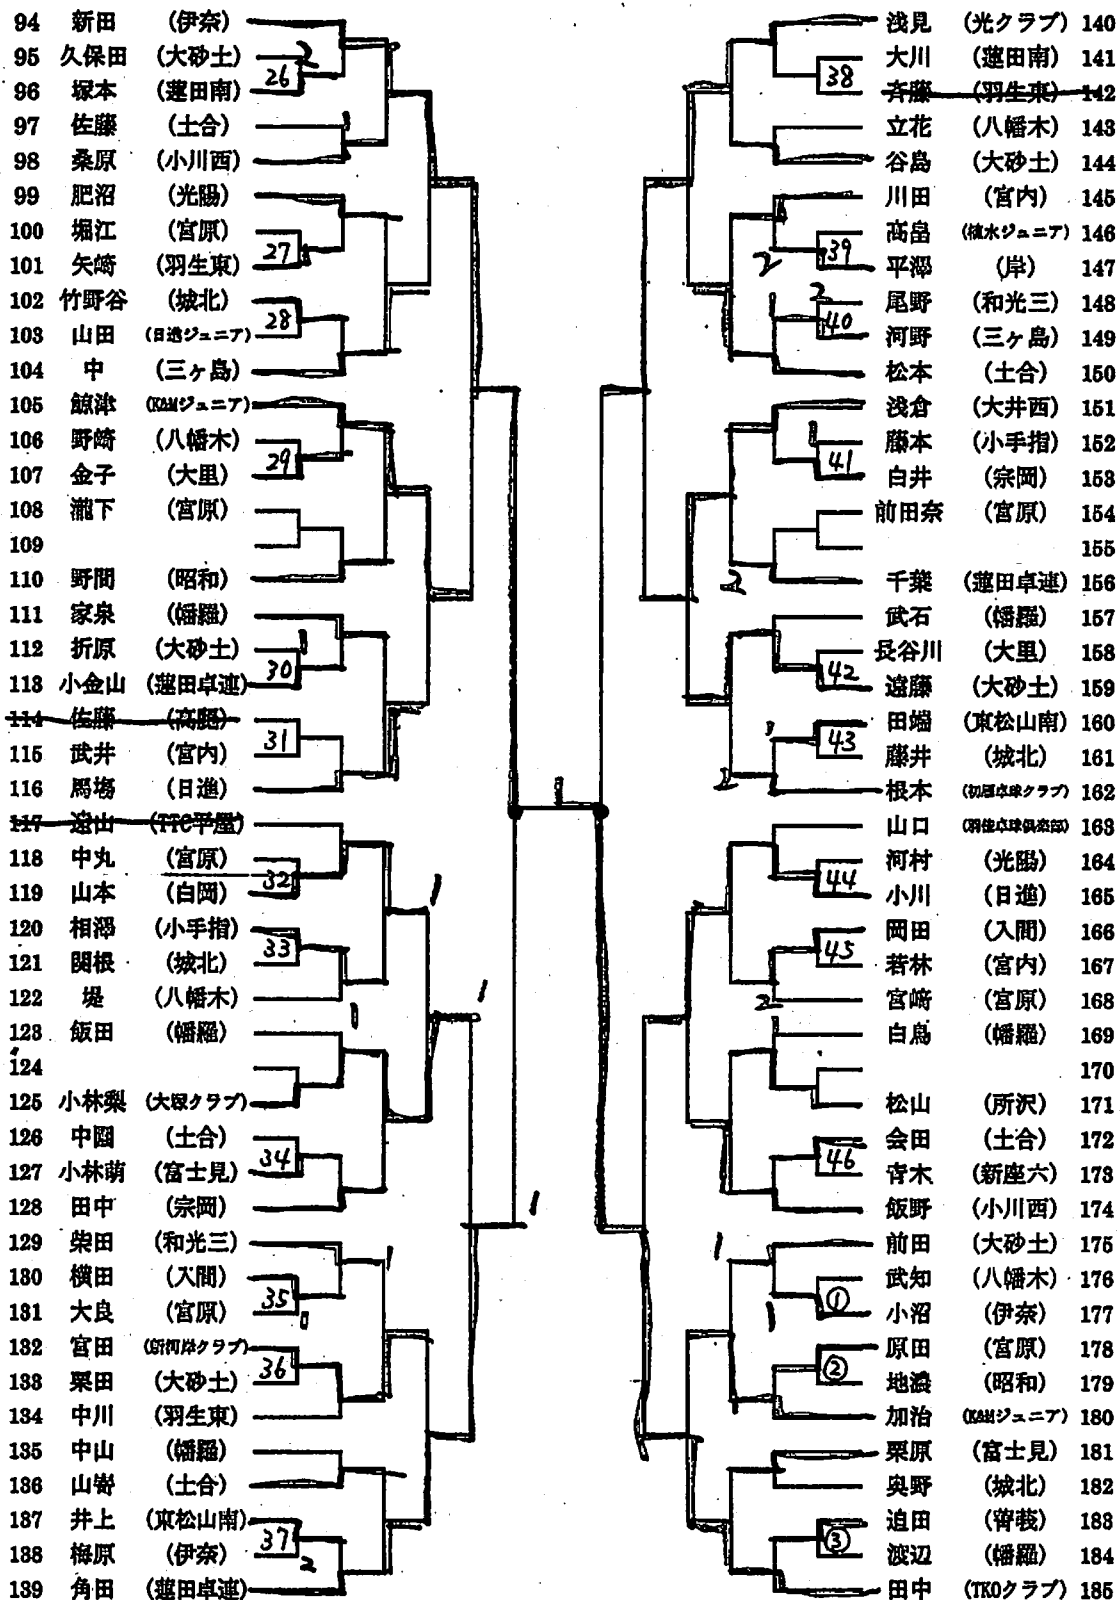 94 新田 (伊奈)
95 久保田 (大砂土)
96 塚本 (蓮田南)
97 佐藤 (土合)
98 桑原 (小川西)
99 肥沼 (光陽)
100 堀江 (宮原)
101 矢崎 (羽生東)
102 竹野谷 (城北)
103 山田 (日進ジュニア)
104 中 (三ヶ島)
105 鯨津 (KAMジュニア)
106 野崎 (八幡木)
107 金子 (大里)
108 瀧下 (宮原)
109
110 野間 (昭和)
111 家泉 (幡羅)
112 折原 (大砂土)
113 小金山 (蓮田卓連)
114 佐藤
115 武井 (宮内)
116 馬場 (日進)
117 遠山 (TTC平屋)
118 中丸 (宮原)
119 山本 (白岡)
120 相澤 (小手指)
121 関根 (城北)
122 堤 (八幡木)
123 飯田 (幡羅)
124
125 小林梨 (大塚クラブ)
126 中園 (土合)
127 小林萌 (富士見)
128 田中 (宗岡)
129 柴田 (和光三)
130 横田 (入間)
131 大良 (宮原)
132 宮田 (新河岸クラブ)
133 栗田 (大砂土)
134 中川 (羽生東)
135 中山 (幡羅)
136 山嵜 (土合)
137 井上 (東松山南)
138 梅原 (伊奈)
139 角田 (蓮田卓連)
26
27
28
29
30
31
32
33
34
35
36
37
浅見 (光クラブ) 140
大川 (蓮田南) 141
斉藤 (羽生東) 142
立花 (八幡木) 143
谷島 (大砂土) 144
川田 (宮内) 145
高畠 (植水ジュニア) 146
平澤 (岸) 147
尾野 (和光三) 148
河野 (三ヶ島) 149
松本 (土合) 150
浅倉 (大井西) 151
藤本 (小手指) 152
白井 (宗岡) 153
前田奈 (宮原) 154
155
千葉 (蓮田卓連) 156
武石 (幡羅) 157
長谷川 (大里) 158
遠藤 (大砂土) 159
田端 (東松山南) 160
藤井 (城北) 161
根本 (初雁卓球クラブ) 162
山口 (羽生卓球倶楽部) 163
河村 (光陽) 164
小川 (日進) 165
岡田 (入間) 166
若林 (宮内) 167
宮崎 (宮原) 168
白鳥 (幡羅) 169
170
松山 (所沢) 171
会田 (土合) 172
青木 (新座六) 173
飯野 (小川西) 174
前田 (大砂土) 175
武知 (八幡木) 176
小沼 (伊奈) 177
原田 (宮原) 178
地濃 (昭和) 179
加治 (KAMジュニア) 180
栗原 (富士見) 181
奥野 (城北) 182
迫田 183
渡辺 (幡羅) 184
田中 (TKOクラブ) 185
38
39
40
41
42
43
44
45
46
①
②
③